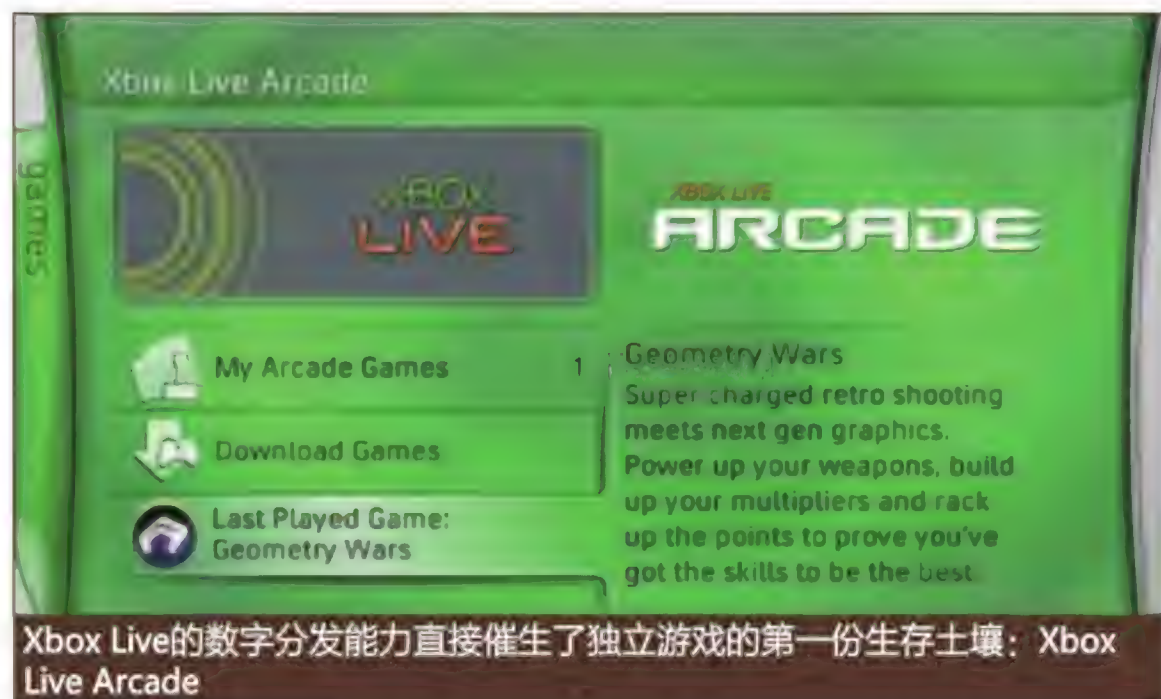 Xbox Live Arcade
games
XBOX
LIVE
XBOX LIVE
ARCADE
My Arcade Games 1
Download Games
Last Played Game:
Geometry Wars
Geometry Wars
Super charged retro shooting
meets next gen graphics.
Power up your weapons, build
up your multipliers and rack
up the points to prove you've
got the skills to be the best
Xbox Live的数字分发能力直接催生了独立游戏的第一份生存土壤：Xbox
Live Arcade